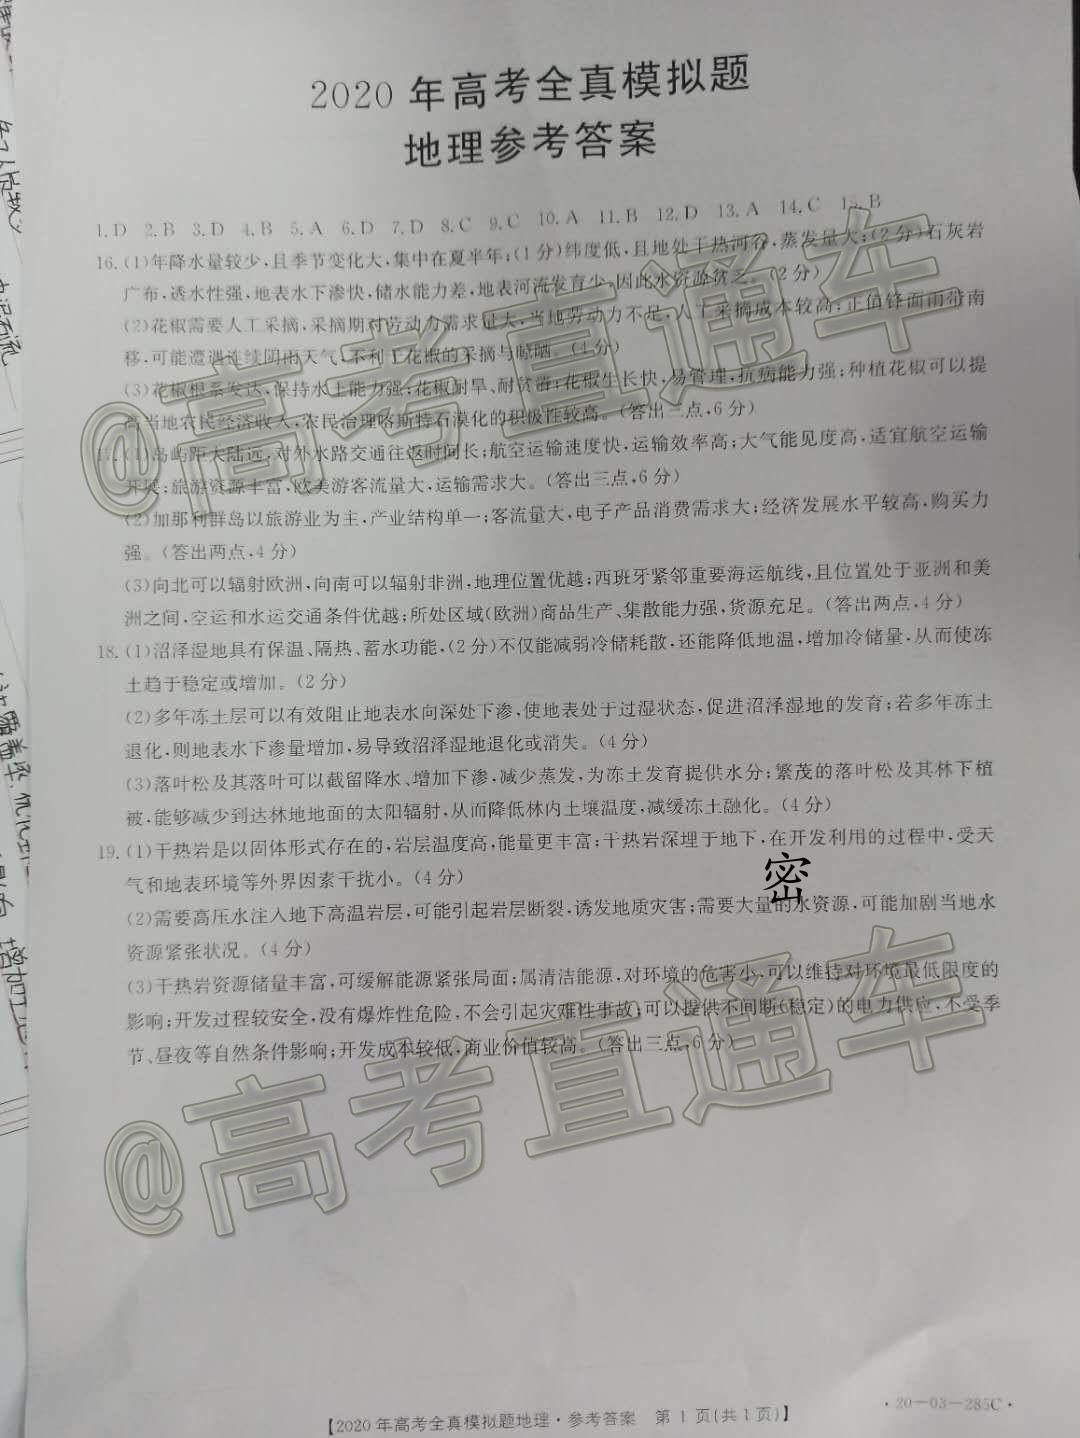 2020 年高考全真模拟题
地理参考答案
1.D 2.B 3.D 4.B 5.A 6.D 7.D 8.C 9.C 10.A 11.B 12.D 13.A 14.C 15.B
16.(1)年降水量较少,且季节变化大,集中在夏半年;(1分)纬度低,且地处干热河谷,蒸发量大;(2分)石灰岩
广布,透水性强,地表水下渗快,储水能力差,地表河流发育少,因此水资源贫乏。(2分)
(2)花椒需要人工采摘,采摘期对劳动力需求量大,当地劳动力不足,人工采摘成本较高;正值锋面雨带南
移,可能遭遇连续阴雨天气,不利于花椒的采摘与晾晒。(4分)
(3)花椒根系发达,保持水土能力强;花椒耐旱、耐贫瘠;花椒生长快,易管理,抗病能力强;种植花椒可以提
高当地农民经济收入,农民治理喀斯特石漠化的积极性较高。(答出三点,6分)
17.(1)岛屿距大陆远,对外水路交通往返时间长;航空运输速度快,运输效率高;大气能见度高,适宜航空运输
开展;旅游资源丰富,欧美游客流量大,运输需求大。(答出三点,6分)
(2)加那利群岛以旅游业为主,产业结构单一;客流量大,电子产品消费需求大;经济发展水平较高,购买力
强。(答出两点,4分)
(3)向北可以辐射欧洲,向南可以辐射非洲,地理位置优越;西班牙紧邻重要海运航线,且位置处于亚洲和美
洲之间,空运和水运交通条件优越;所处区域(欧洲)商品生产、集散能力强,货源充足。(答出两点,4分)
18.(1)沼泽湿地具有保温、隔热、蓄水功能,(2分)不仅能减弱冷储耗散,还能降低地温,增加冷储量,从而使冻
土趋于稳定或增加。(2分)
(2)多年冻土层可以有效阻止地表水向深处下渗,使地表处于过湿状态,促进沼泽湿地的发育;若多年冻土
退化,则地表水下渗量增加,易导致沼泽湿地退化或消失。(4分)
(3)落叶松及其落叶可以截留降水、增加下渗,减少蒸发,为冻土发育提供水分;繁茂的落叶松及其林下植
被,能够减少到达林地地面的太阳辐射,从而降低林内土壤温度,减缓冻土融化。(4分)
19.(1)干热岩是以固体形式存在的,岩层温度高,能量更丰富;干热岩深埋于地下,在开发利用的过程中,受天
气和地表环境等外界因素干扰小。(4分)
密
(2)需要高压水注入地下高温岩层,可能引起岩层断裂,诱发地质灾害;需要大量的水资源,可能加剧当地水
资源紧张状况。(4分)
(3)干热岩资源储量丰富,可缓解能源紧张局面;属清洁能源,对环境的危害小,可以维持对环境最低限度的
影响;开发过程较安全,没有爆炸性危险,不会引起灾难性事故;可以提供不间断(稳定)的电力供应,不受季
节、昼夜等自然条件影响;开发成本较低,商业价值较高。(答出三点,6分)
@高考直通车
@高考直通车
【2020年高考全真模拟题地理·参考答案 第1页(共1页)】
·20-03-285C·